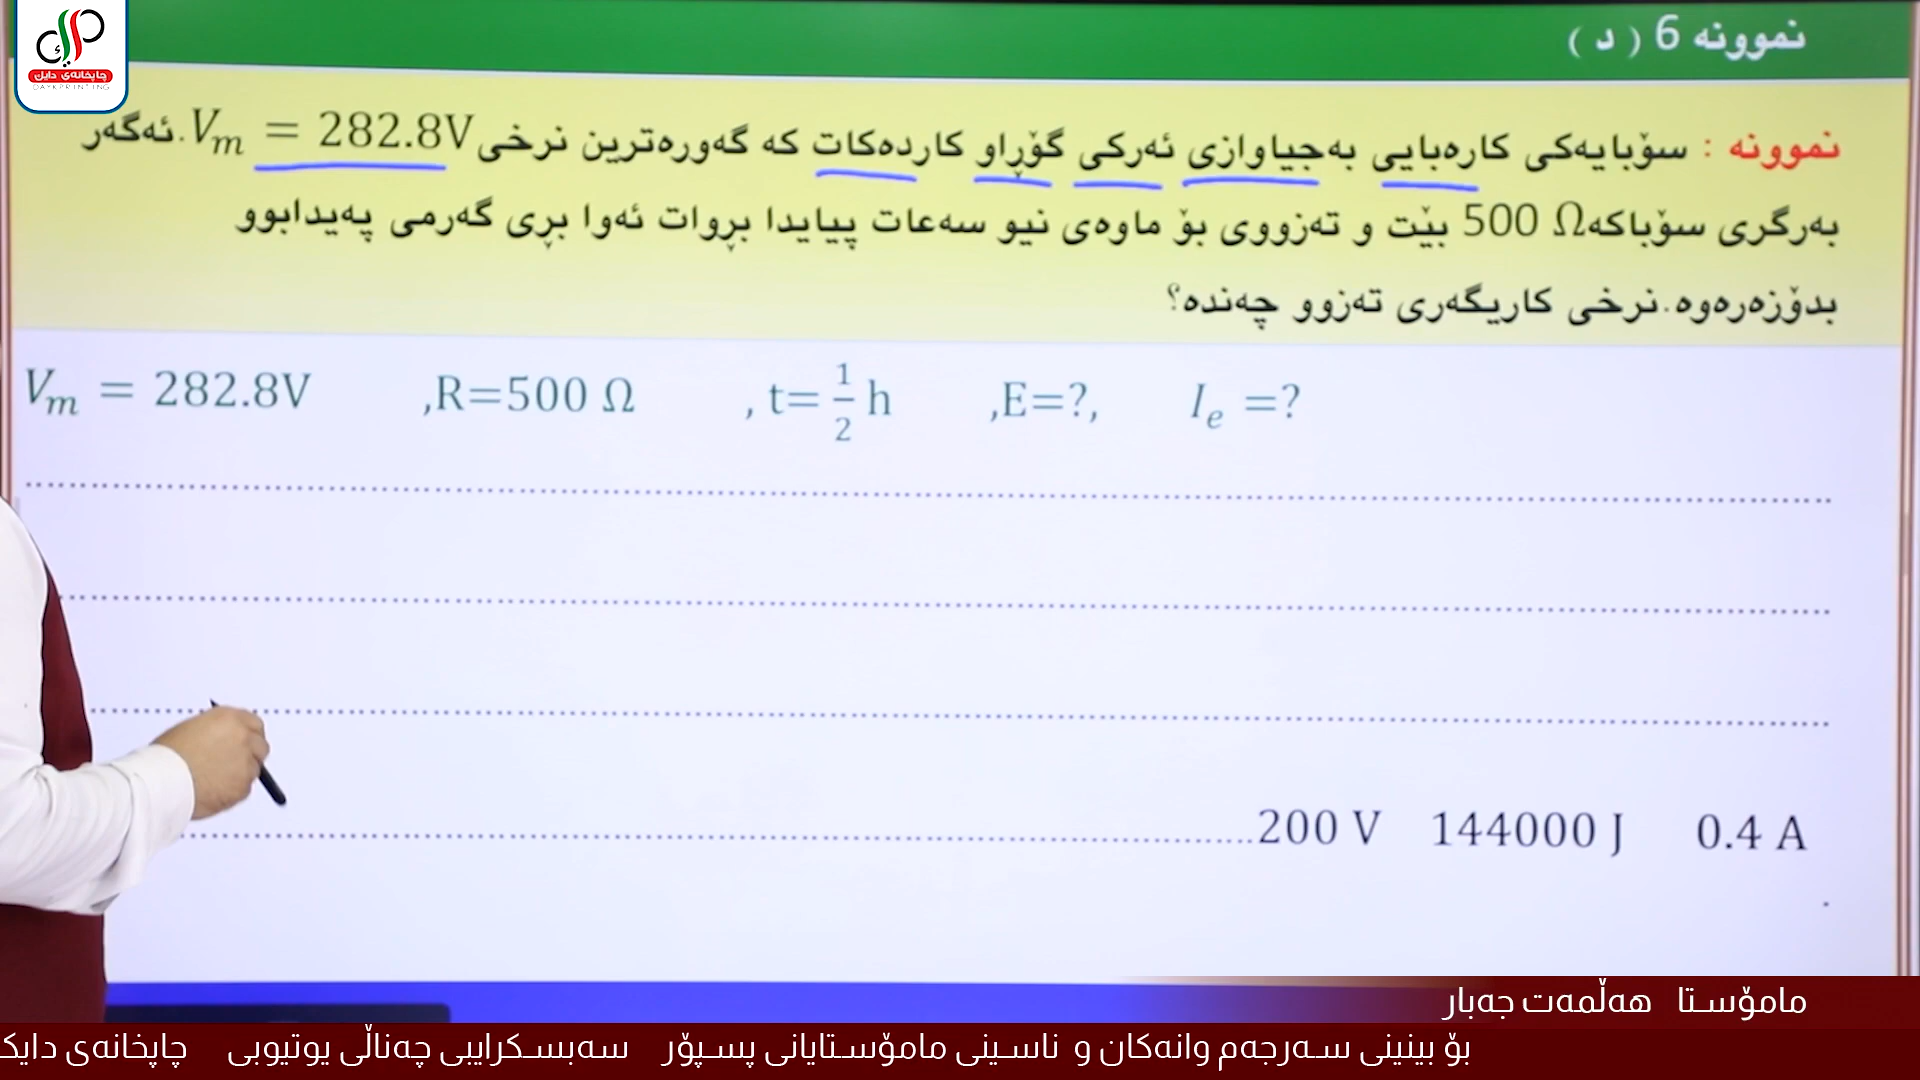 چاپخانەی دایک
DAYKPRINTING
نموونە 6 ( د )
نموونە : سۆبایەکی کارەبایی بەجیاوازی ئەرکی گۆڕاو کاردەکات کە گەورەترین نرخی Vm = 282.8V.ئەگەر
بەرگری سۆباکە500 Ω بێت و تەزووی بۆ ماوەی نیو سەعات پیایدا بڕوات ئەوا بڕی گەرمی پەیدابوو
بدۆزەرەوە.نرخی کاریگەری تەزوو چەندە؟
Vm = 282.8V ,R=500 Ω , t= 1/2 h ,E=?, Ie =?
200 V 144000 J 0.4 A
مامۆستا هەڵمەت جەبار
بۆ بینینی سەرجەم وانەکان و ناسینی مامۆستایانی پسپۆر سەبسکرایبی چەناڵی یوتیوبی چاپخانەی دایک